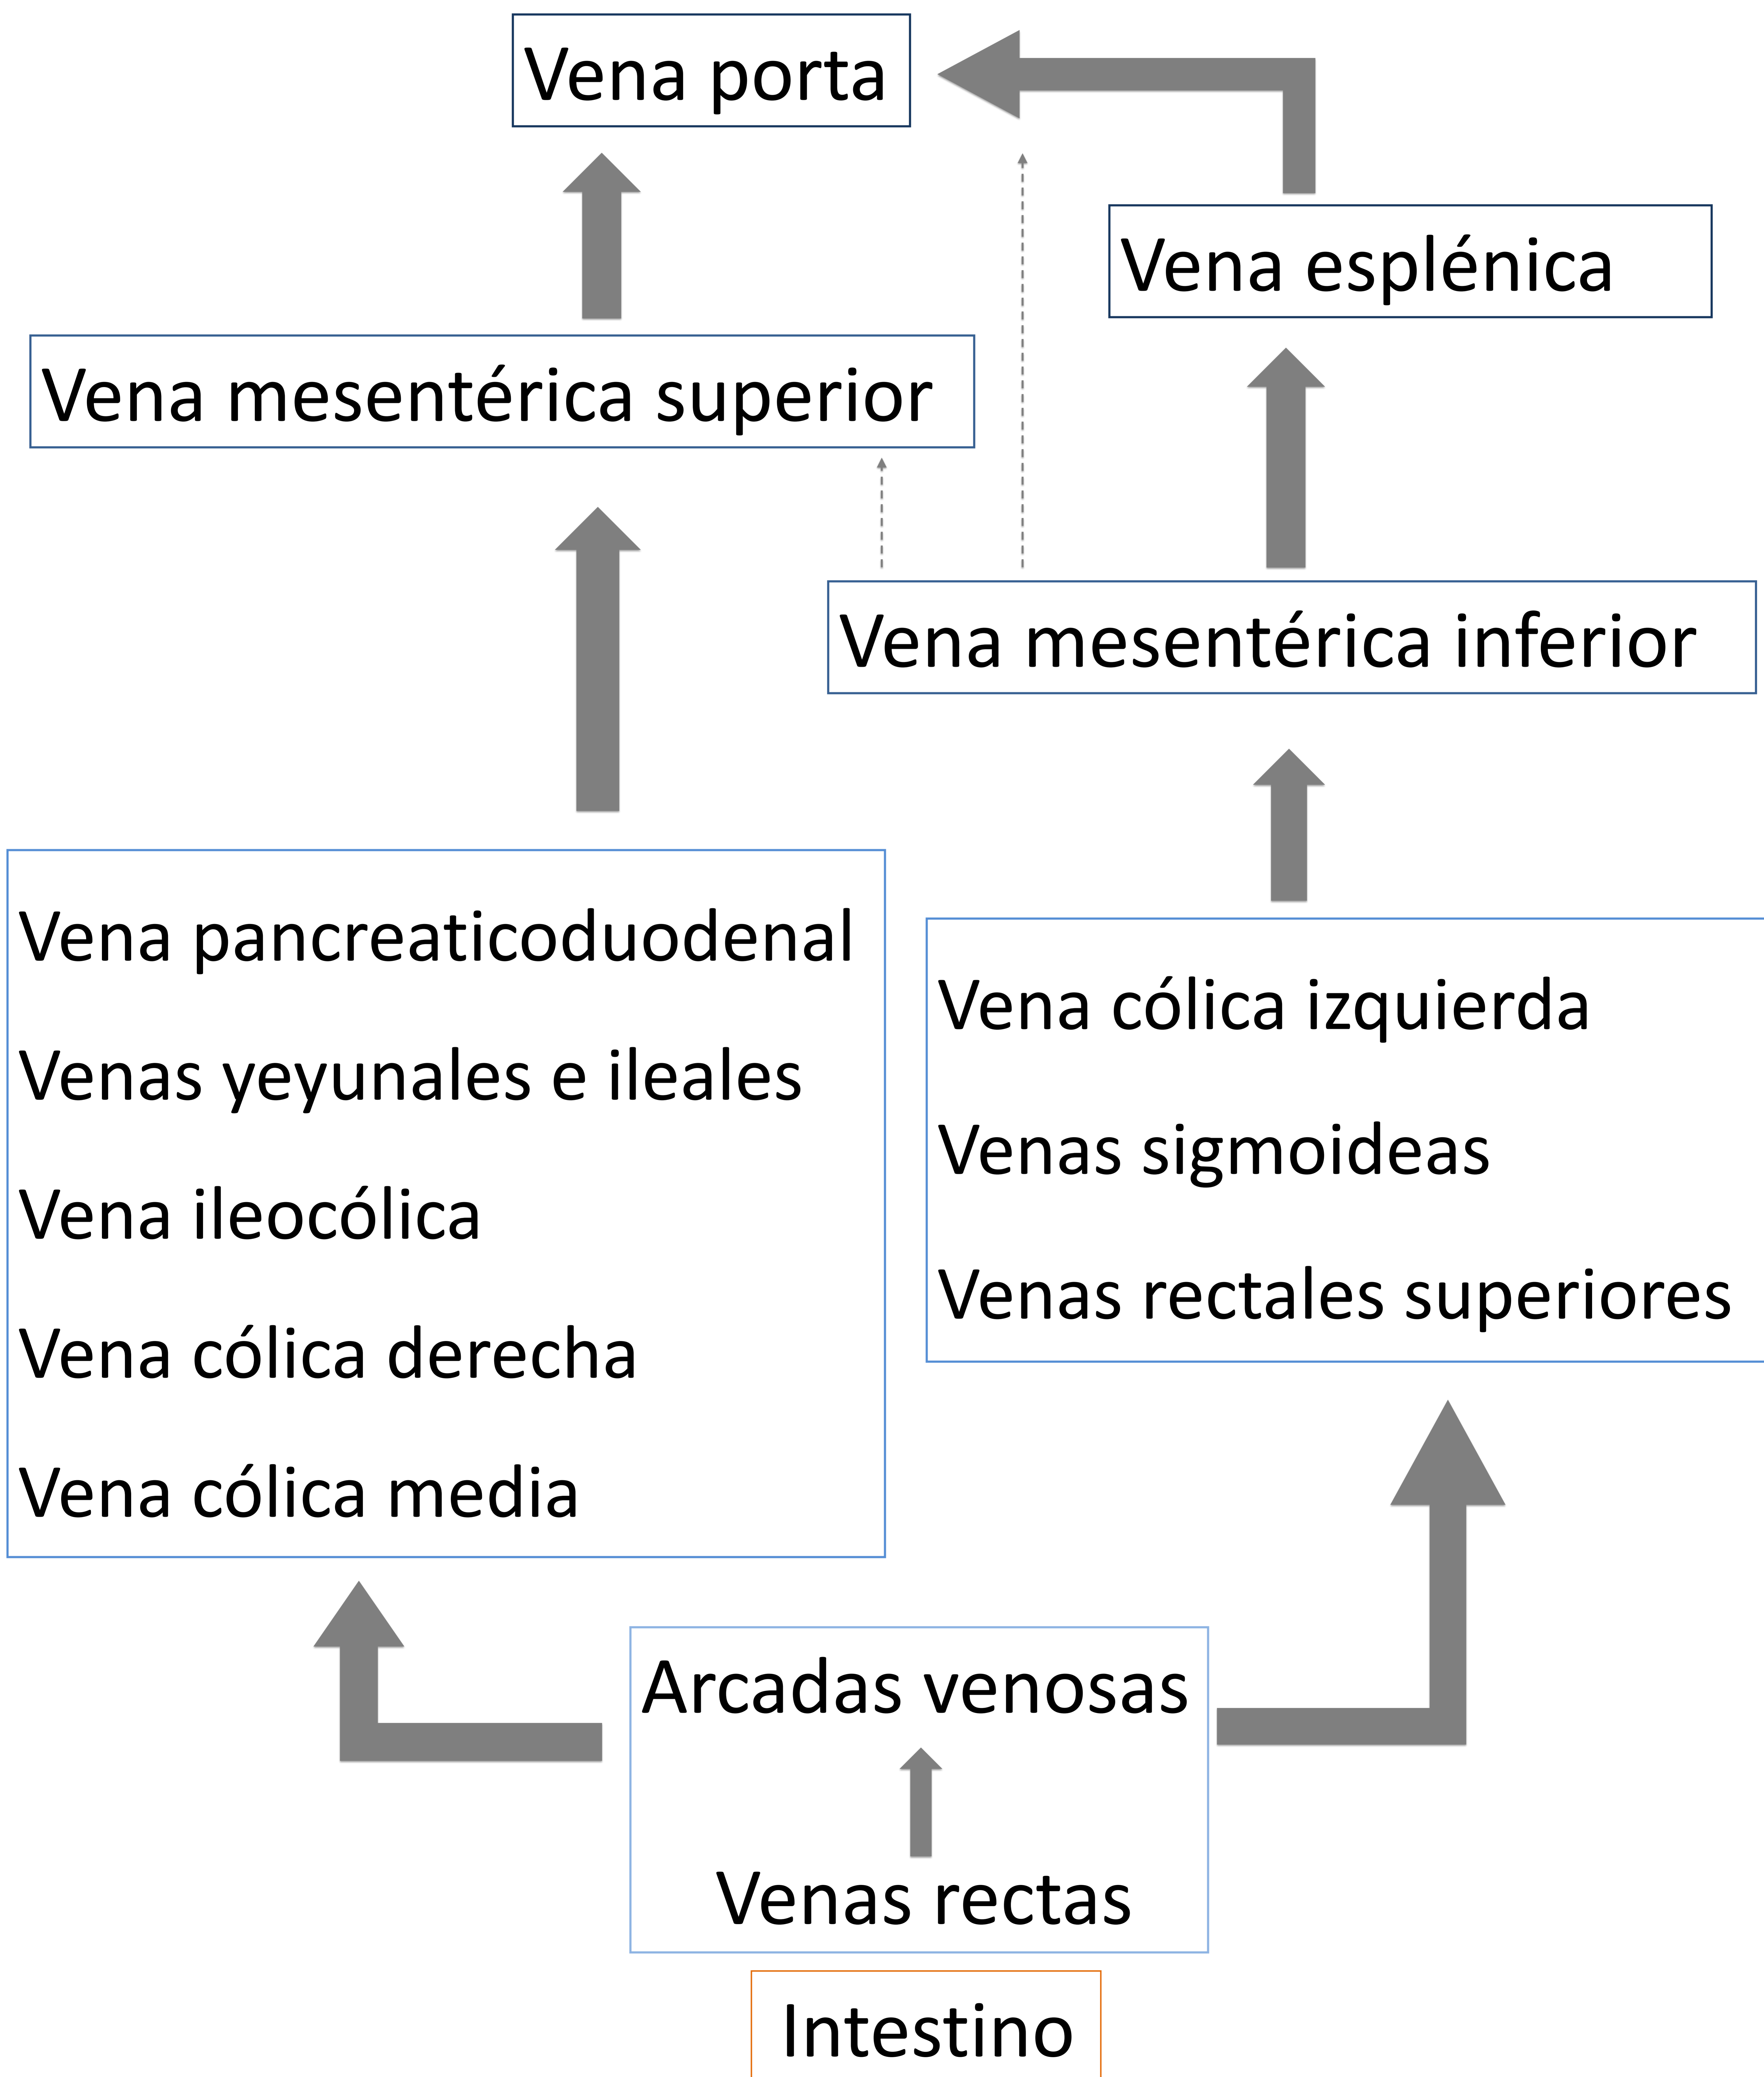 Vena porta
Vena esplénica
Vena mesentérica superior
Vena mesentérica inferior
Vena pancreaticoduodenal
Venas yeyunales e ileales
Vena ileocólica
Vena cólica derecha
Vena cólica media
Vena cólica izquierda
Venas sigmoideas
Venas rectales superiores
Arcadas venosas
Venas rectas
Intestino